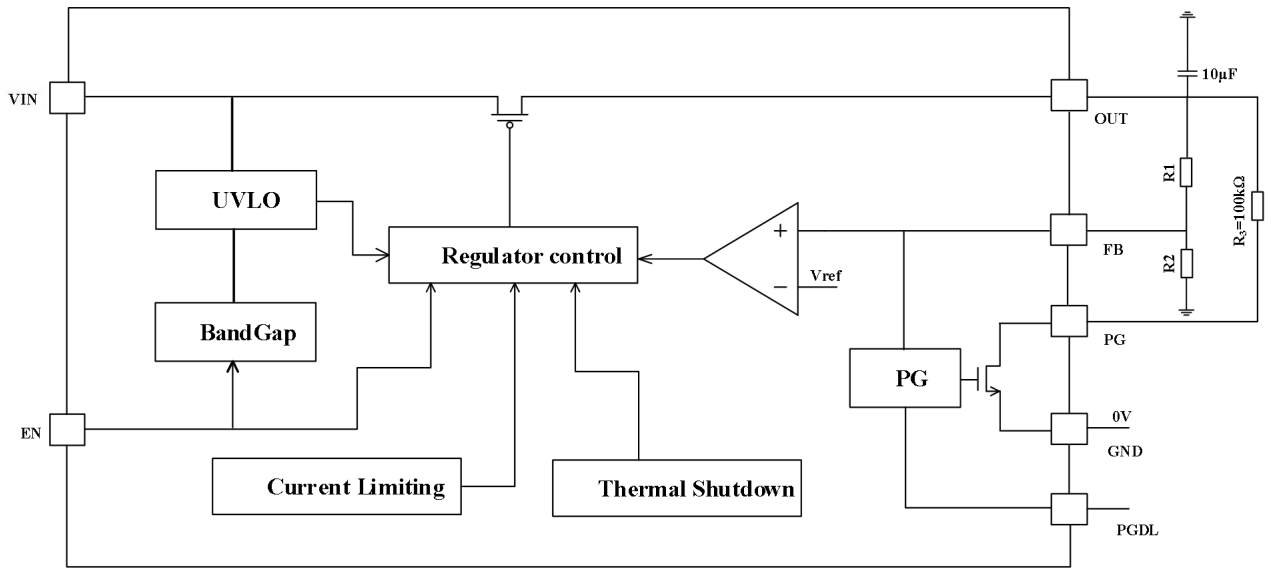 10μF
VIN
OUT
R1
R₃=100kΩ
UVLO
+
FB
Regulator control
R2
Vref
−
BandGap
PG
PG
0V
EN
GND
Current Limiting
Thermal Shutdown
PGDL